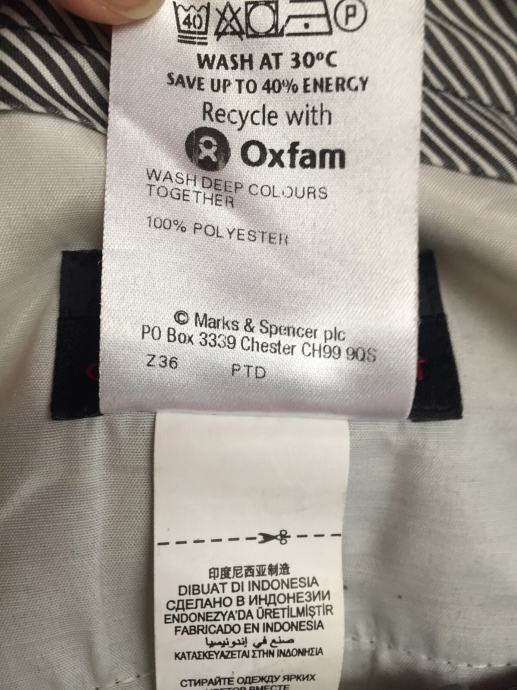 40
P
WASH AT 30°C
SAVE UP TO 40% ENERGY
Recycle with
Oxfam
WASH DEEP COLOURS
TOGETHER
100% POLYESTER
© Marks & Spencer plc
PO Box 3339 Chester CH99 9QS
Z36 PTD
印度尼西亚制造
DIBUAT DI INDONESIA
СДЕЛАНО В ИНДОНЕЗИИ
ENDONEZYA'DA ÜRETİLMİŞTİR
FABRICADO EN INDONESIA
صنع في إندونيسيا
ΚΑΤΑΣΚΕΥΑΖΕΤΑΙ ΣΤΗΝ ΙΝΔΟΝΗΣΙΑ
СТИРАЙТЕ ОДЕЖДУ ЯРКИХ
ЦВЕТОВ ВМЕСТЕ